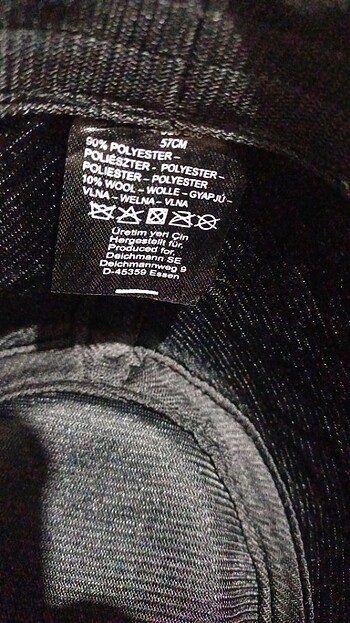 57CM
90% POLYESTER –
POLIÉSZTER - POLYESTER –
POLIESTER – POLYESTER
10% WOOL – WOLLE – GYAPJÚ –
VLNA – WEŁNA – VLNA
Üretim yeri Çin
Hergestellt für,
Produced for,
Deichmann SE
Deichmannweg 9
D-45359 Essen